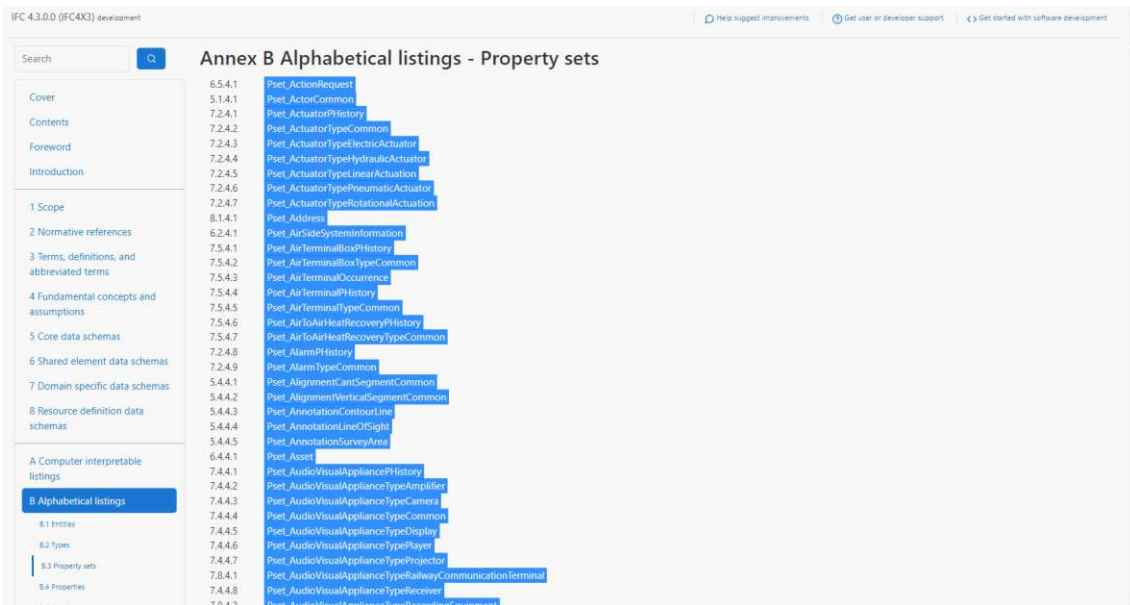 IFC 4.3.0.0 (IFC4X3) development
Help suggest improvements
Get user or developer support
Get started with software development
Search
Cover
Contents
Foreword
Introduction
1 Scope
2 Normative references
3 Terms, definitions, and
abbreviated terms
4 Fundamental concepts and
assumptions
5 Core data schemas
6 Shared element data schemas
7 Domain specific data schemas
8 Resource definition data
schemas
A Computer interpretable
listings
B Alphabetical listings
B.1 Entities
B.2 Types
B.3 Property sets
B.4 Properties
Annex B Alphabetical listings - Property sets
6.5.4.1 Pset_ActionRequest
5.1.4.1 Pset_ActorCommon
7.2.4.1 Pset_ActuatorPHistory
7.2.4.2 Pset_ActuatorTypeCommon
7.2.4.3 Pset_ActuatorTypeElectricActuator
7.2.4.4 Pset_ActuatorTypeHydraulicActuator
7.2.4.5 Pset_ActuatorTypeLinearActuation
7.2.4.6 Pset_ActuatorTypePneumaticActuator
7.2.4.7 Pset_ActuatorTypeRotationalActuation
8.1.4.1 Pset_Address
6.2.4.1 Pset_AirSideSystemInformation
7.5.4.1 Pset_AirTerminalBoxPHistory
7.5.4.2 Pset_AirTerminalBoxTypeCommon
7.5.4.3 Pset_AirTerminalOccurrence
7.5.4.4 Pset_AirTerminalPHistory
7.5.4.5 Pset_AirTerminalTypeCommon
7.5.4.6 Pset_AirToAirHeatRecoveryPHistory
7.5.4.7 Pset_AirToAirHeatRecoveryTypeCommon
7.2.4.8 Pset_AlarmPHistory
7.2.4.9 Pset_AlarmTypeCommon
5.4.4.1 Pset_AlignmentCantSegmentCommon
5.4.4.2 Pset_AlignmentVerticalSegmentCommon
5.4.4.3 Pset_AnnotationContourLine
5.4.4.4 Pset_AnnotationLineOfSight
5.4.4.5 Pset_AnnotationSurveyArea
6.4.4.1 Pset_Asset
7.4.4.1 Pset_AudioVisualAppliancePHistory
7.4.4.2 Pset_AudioVisualApplianceTypeAmplifier
7.4.4.3 Pset_AudioVisualApplianceTypeCamera
7.4.4.4 Pset_AudioVisualApplianceTypeCommon
7.4.4.5 Pset_AudioVisualApplianceTypeDisplay
7.4.4.6 Pset_AudioVisualApplianceTypePlayer
7.4.4.7 Pset_AudioVisualApplianceTypeProjector
7.8.4.1 Pset_AudioVisualApplianceTypeRailwayCommunicationTerminal
7.4.4.8 Pset_AudioVisualApplianceTypeReceiver
7.8.4.2 Pset_AudioVisualApplianceTypeRecordingEquipment